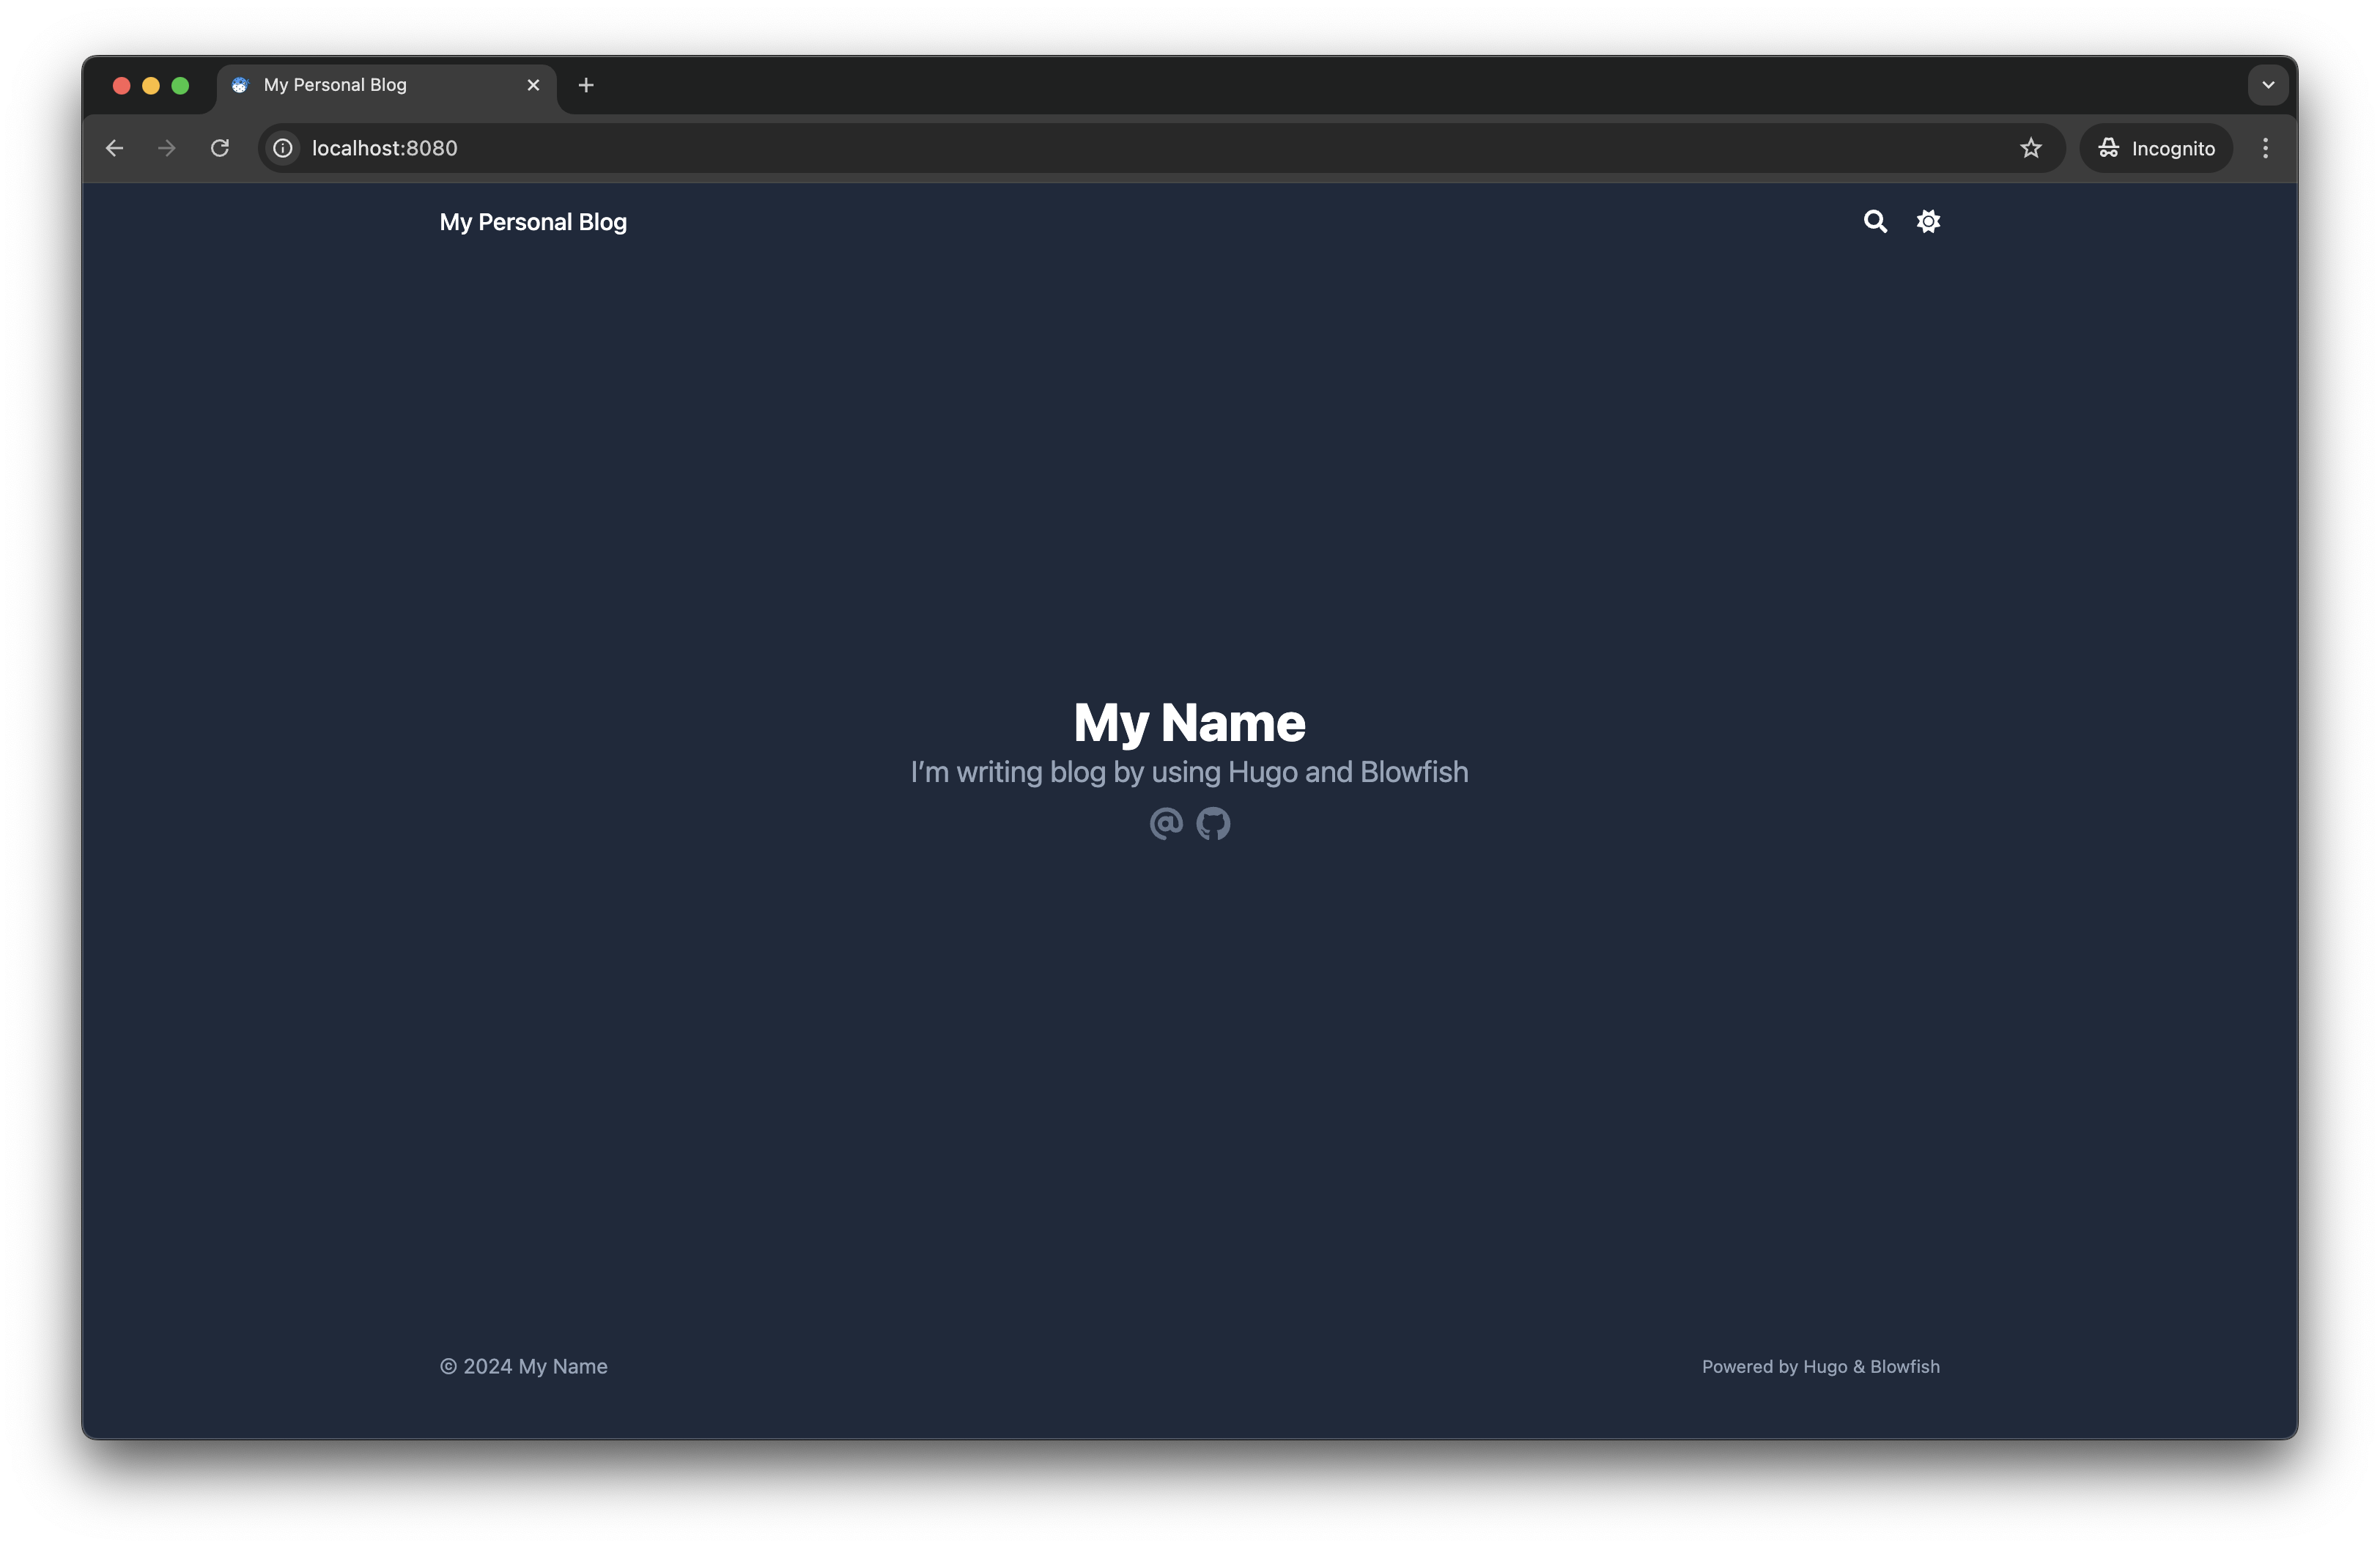 My Personal Blog
localhost:8080
Incognito
My Personal Blog
My Name
I’m writing blog by using Hugo and Blowfish
© 2024 My Name
Powered by Hugo & Blowfish